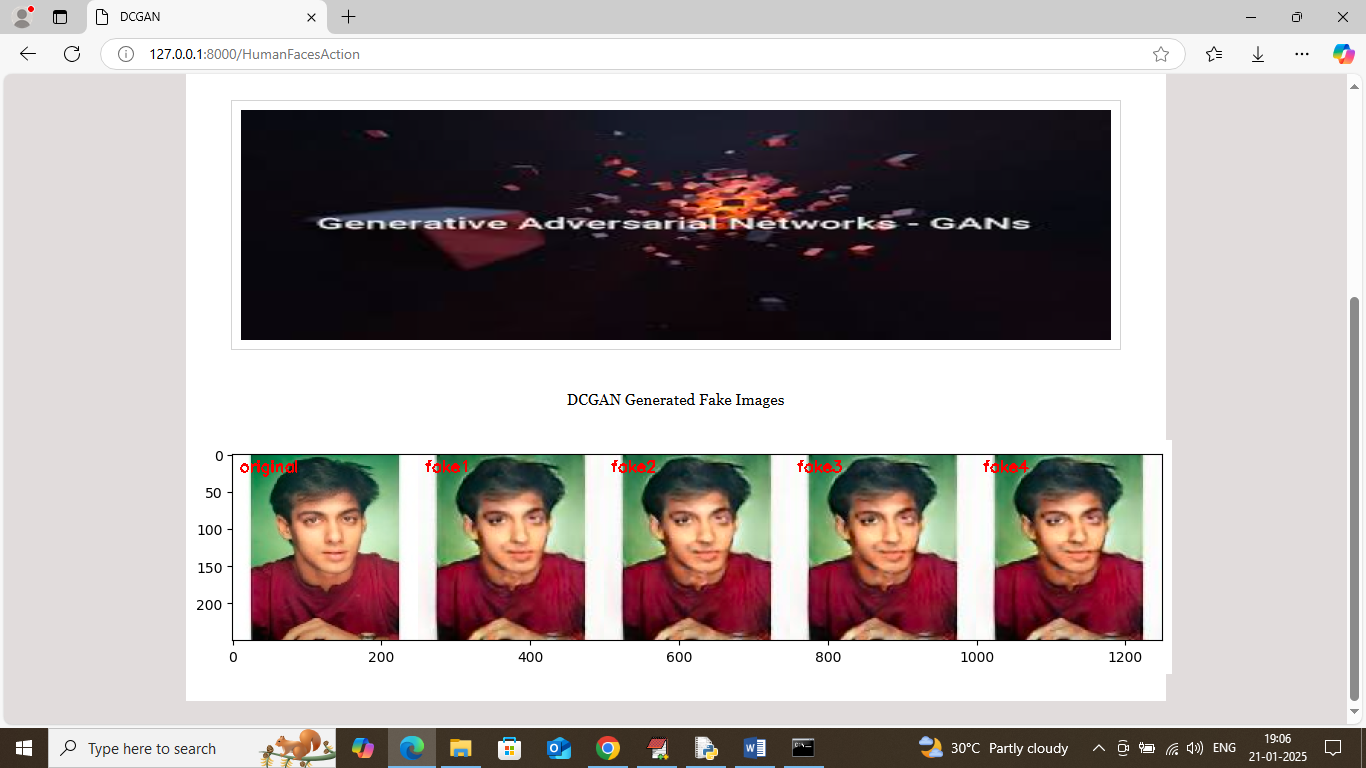 DCGAN
127.0.0.1:8000/HumanFacesAction
Generative Adversarial Networks - GANs
DCGAN Generated Fake Images
original fake1 fake2 fake3 fake4
0
50
100
150
200
0 200 400 600 800 1000 1200
Type here to search
30°C Partly cloudy
ENG
19:06
21-01-2025